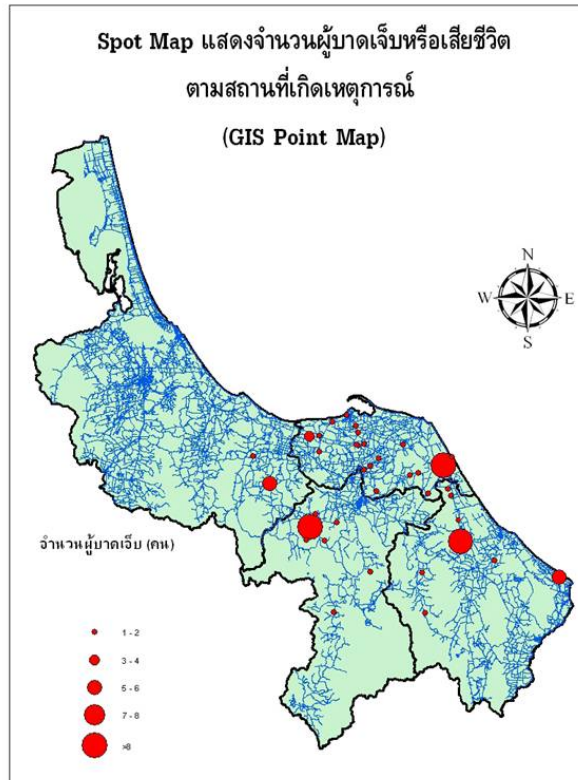 Spot Map แสดงจำนวนผู้บาดเจ็บหรือเสียชีวิต
ตามสถานที่เกิดเหตุการณ์
(GIS Point Map)
N
W E
S
จำนวนผู้บาดเจ็บ (คน)
1 - 2
3 - 4
5 - 6
7 - 8
>8